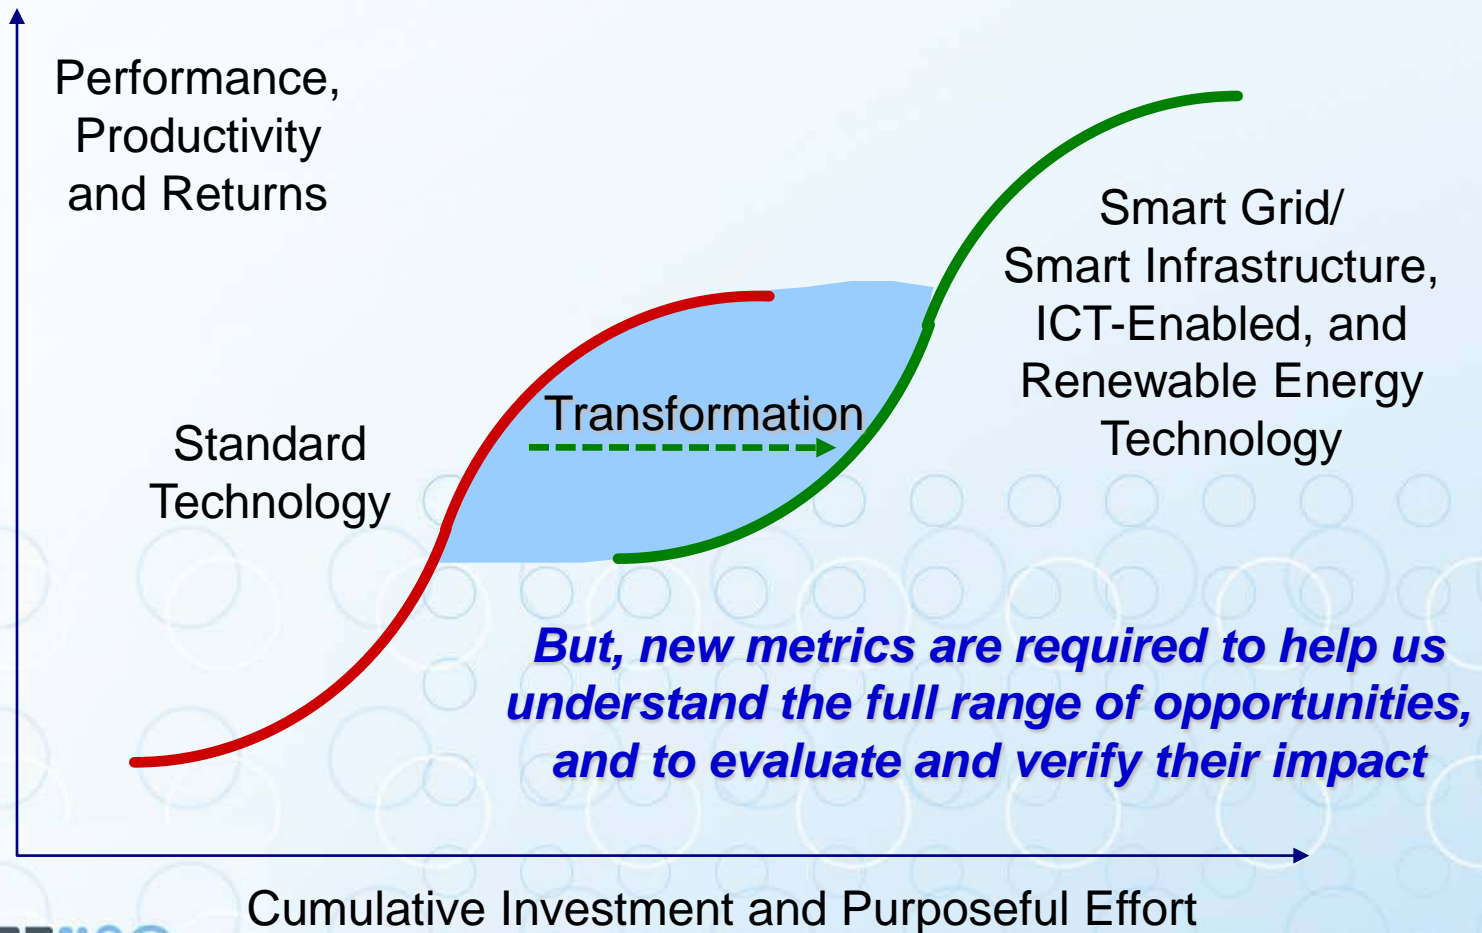 Performance,
Productivity
and Returns
Smart Grid/
Smart Infrastructure,
ICT-Enabled, and
Renewable Energy
Technology
Transformation
Standard
Technology
But, new metrics are required to help us
understand the full range of opportunities,
and to evaluate and verify their impact
Cumulative Investment and Purposeful Effort